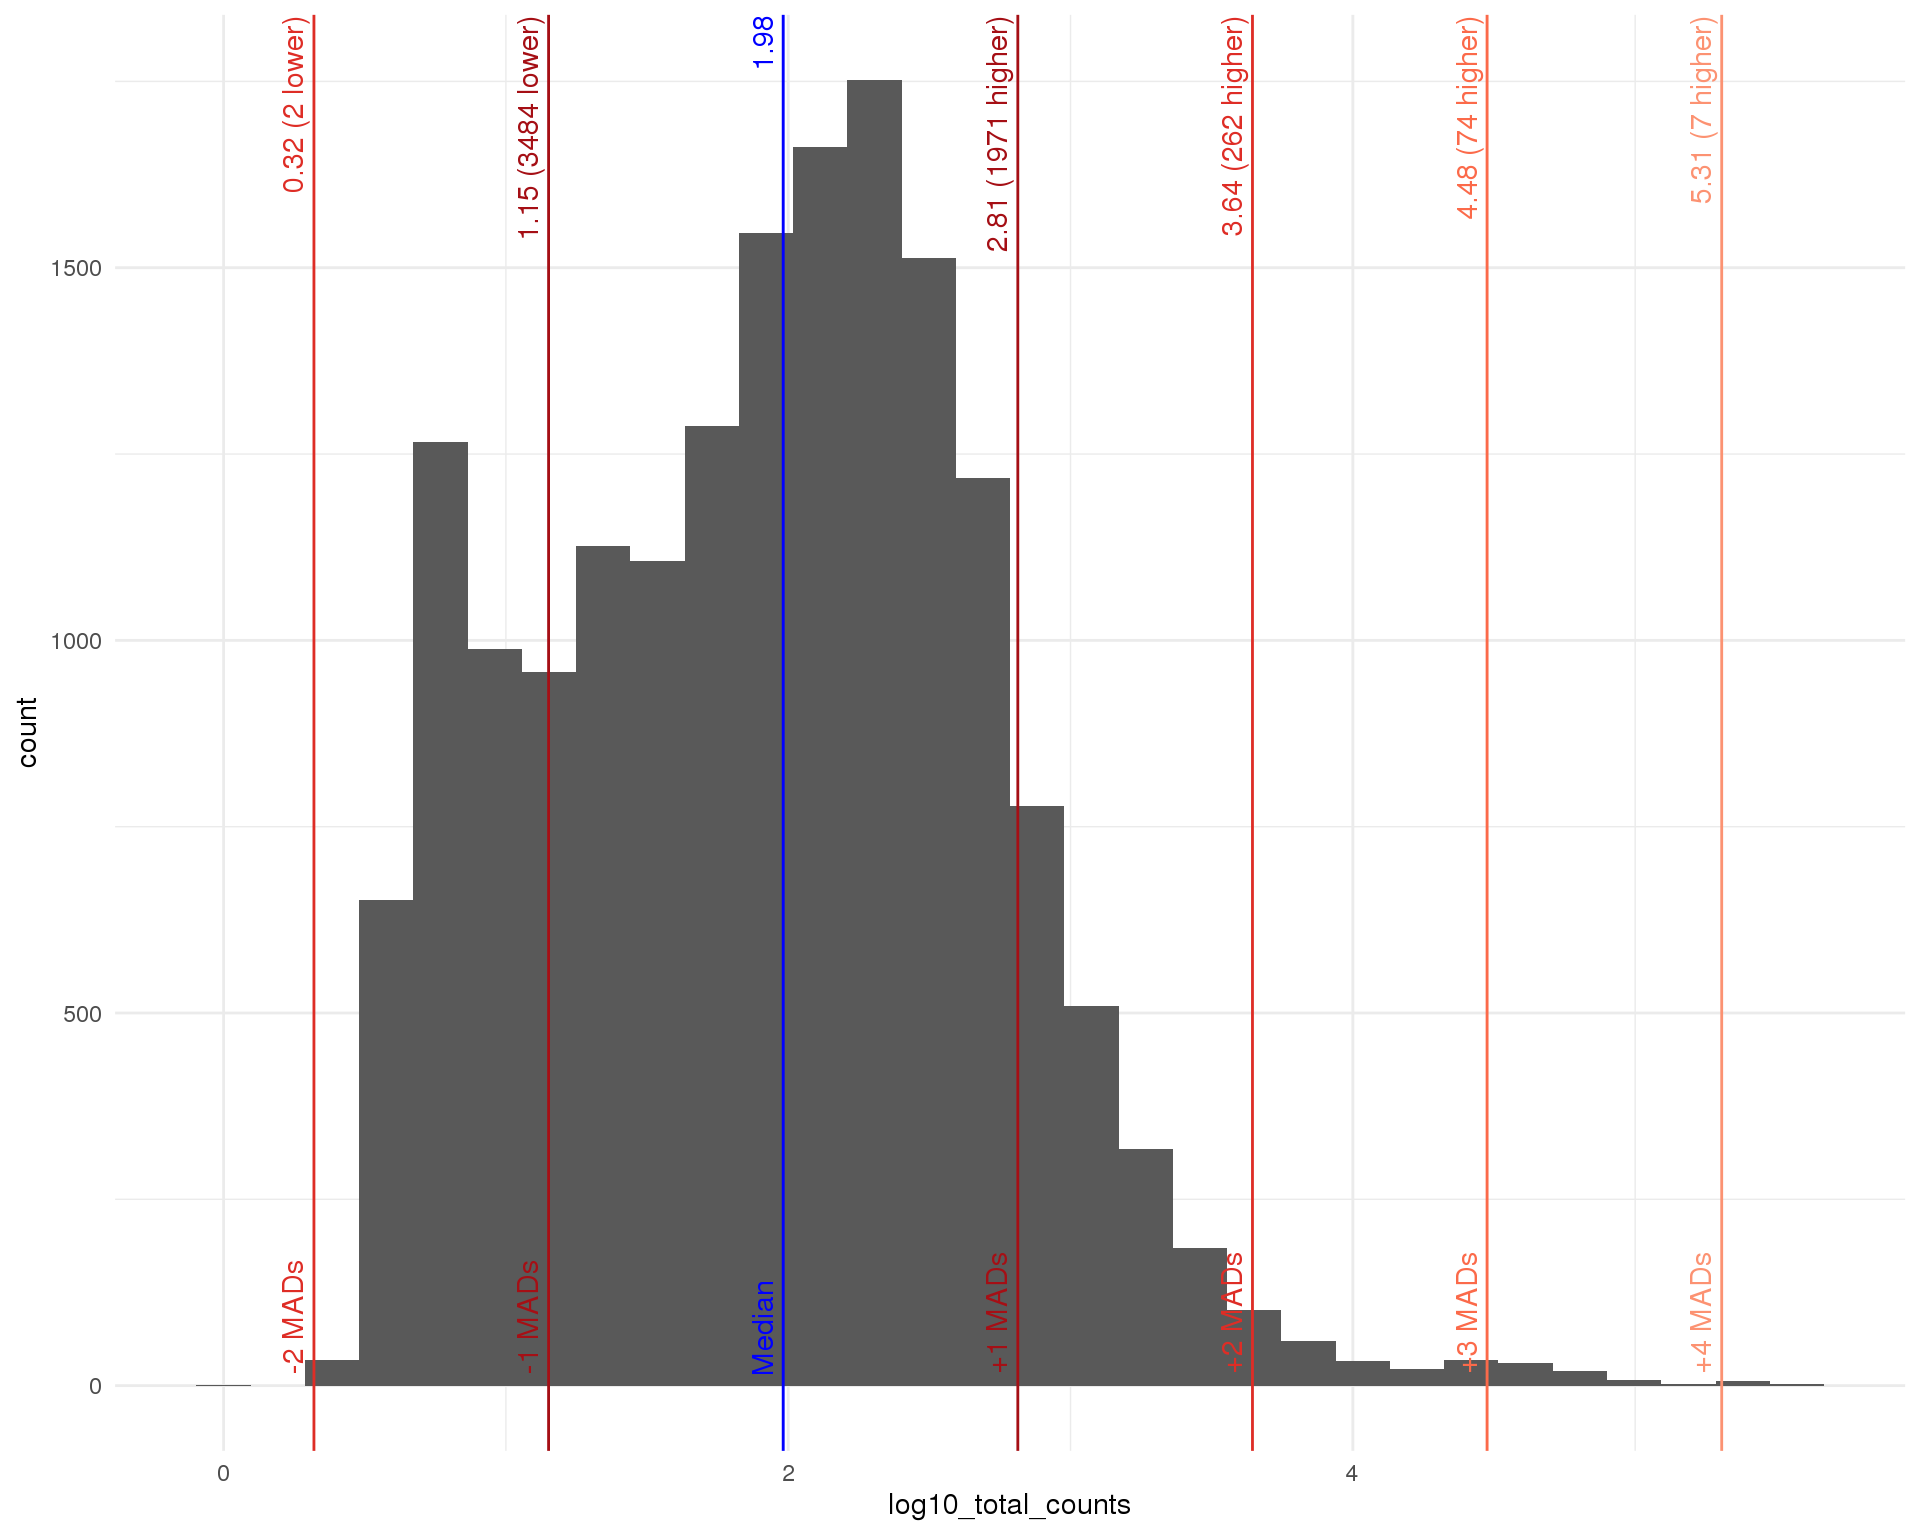 0.32 (2 lower)
1.15 (3484 lower)
1.98
2.81 (1971 higher)
3.64 (262 higher)
4.48 (74 higher)
5.31 (7 higher)
1500
1000
500
0
count
-2 MADs
-1 MADs
Median
+1 MADs
+2 MADs
+3 MADs
+4 MADs
0
2
4
log10_total_counts